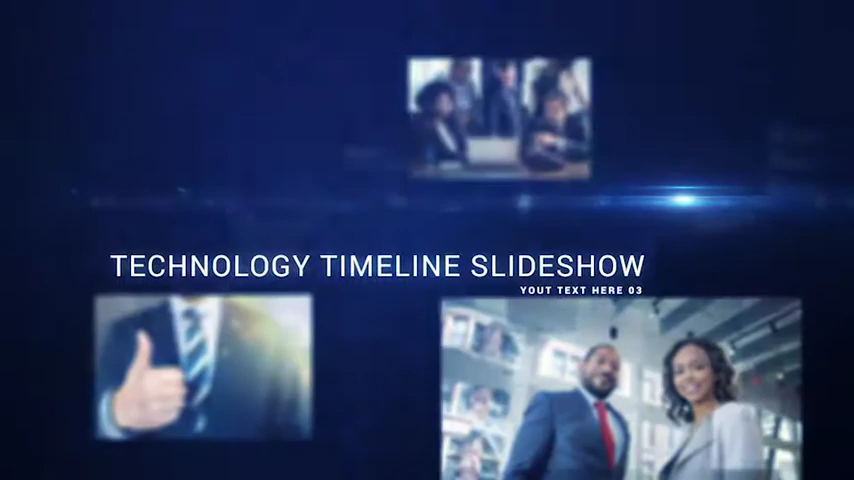 TECHNOLOGY TIMELINE SLIDESHOW
YOUT TEXT HERE 03